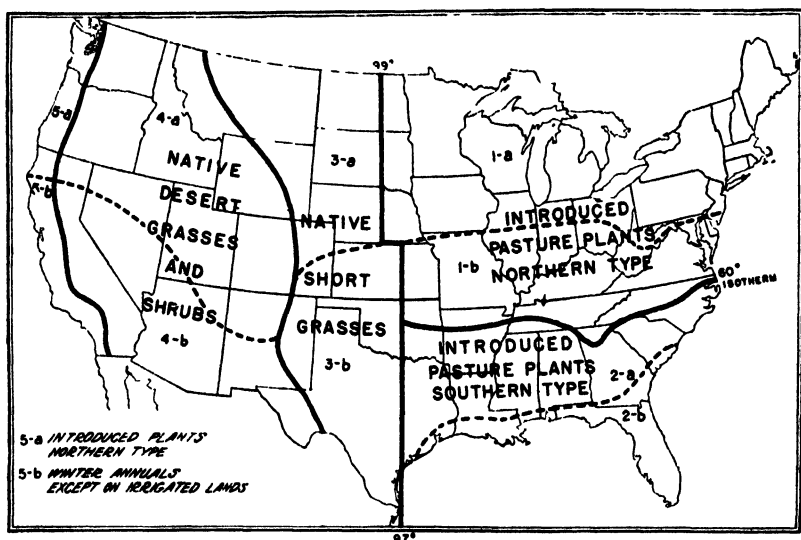 99°
5-a
4-a
3-a
1-a
NATIVE
DESERT
GRASSES
AND
SHRUBS
4-b
5-b
NATIVE
SHORT
GRASSES
3-b
INTRODUCED
PASTURE PLANTS
NORTHERN TYPE
1-b
60°
ISOTHERM
INTRODUCED
PASTURE PLANTS
SOUTHERN TYPE
2-a
2-b
5-a INTRODUCED PLANTS
NORTHERN TYPE
5-b WINTER ANNUALS
EXCEPT ON IRRIGATED LANDS
97°